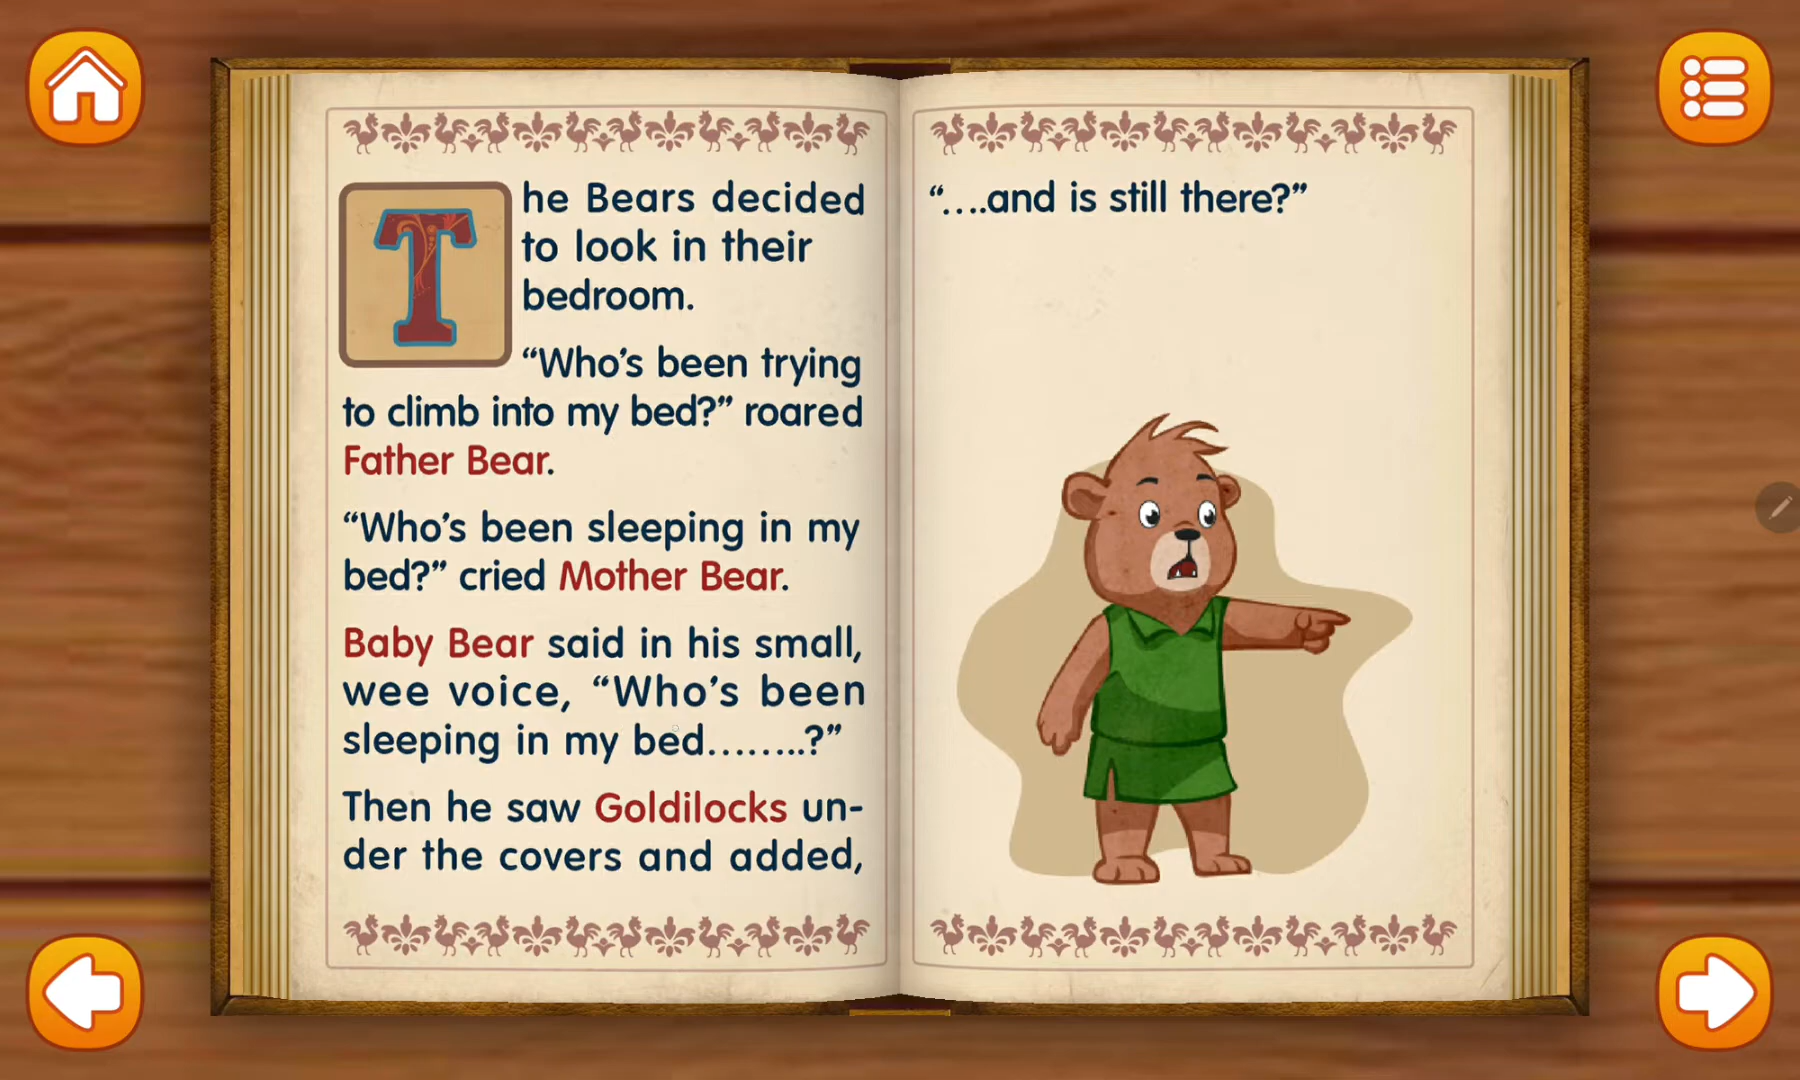 The Bears decided
to look in their
bedroom.
“Who’s been trying
to climb into my bed?” roared
Father Bear.
“Who’s been sleeping in my
bed?” cried Mother Bear.
Baby Bear said in his small,
wee voice, “Who’s been
sleeping in my bed……..?”
Then he saw Goldilocks un-
der the covers and added,
“….and is still there?”